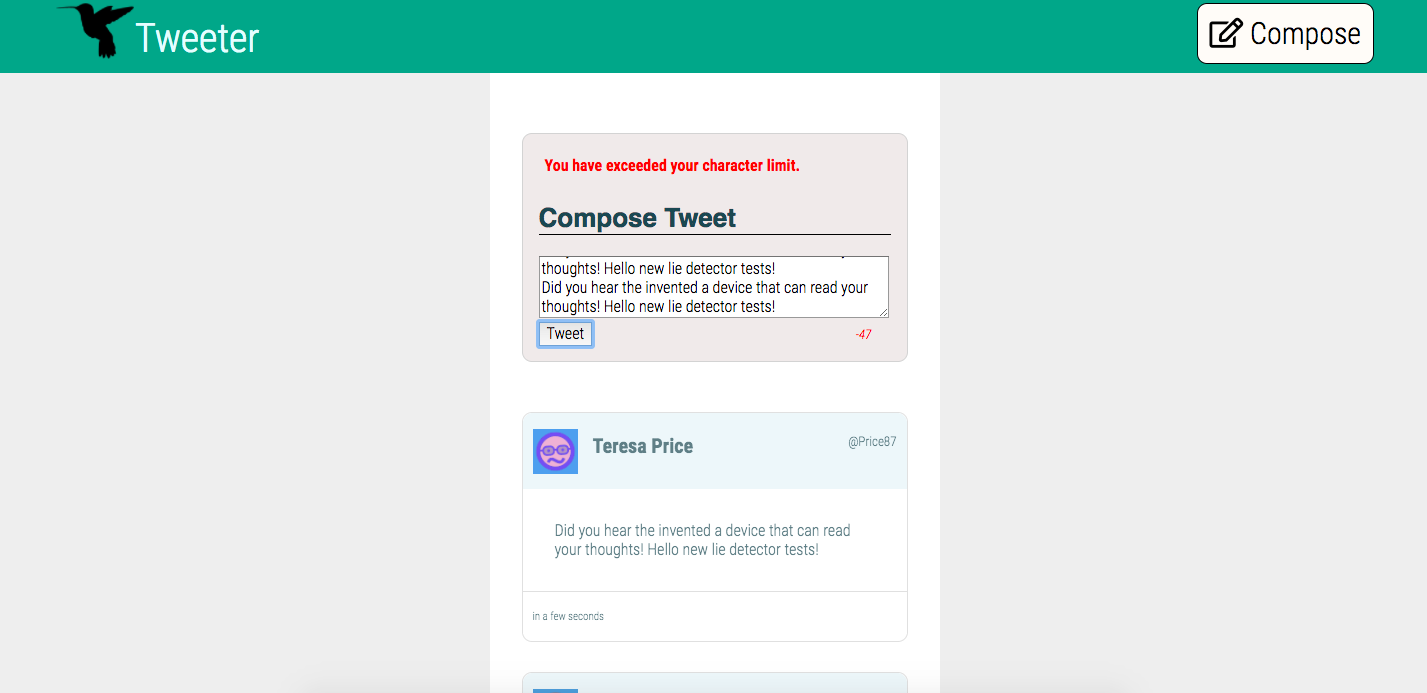 Tweeter
Compose
You have exceeded your character limit.
Compose Tweet
thoughts! Hello new lie detector tests!
Did you hear the invented a device that can read your
thoughts! Hello new lie detector tests!
Tweet
-47
Teresa Price
@Price87
Did you hear the invented a device that can read
your thoughts! Hello new lie detector tests!
in a few seconds